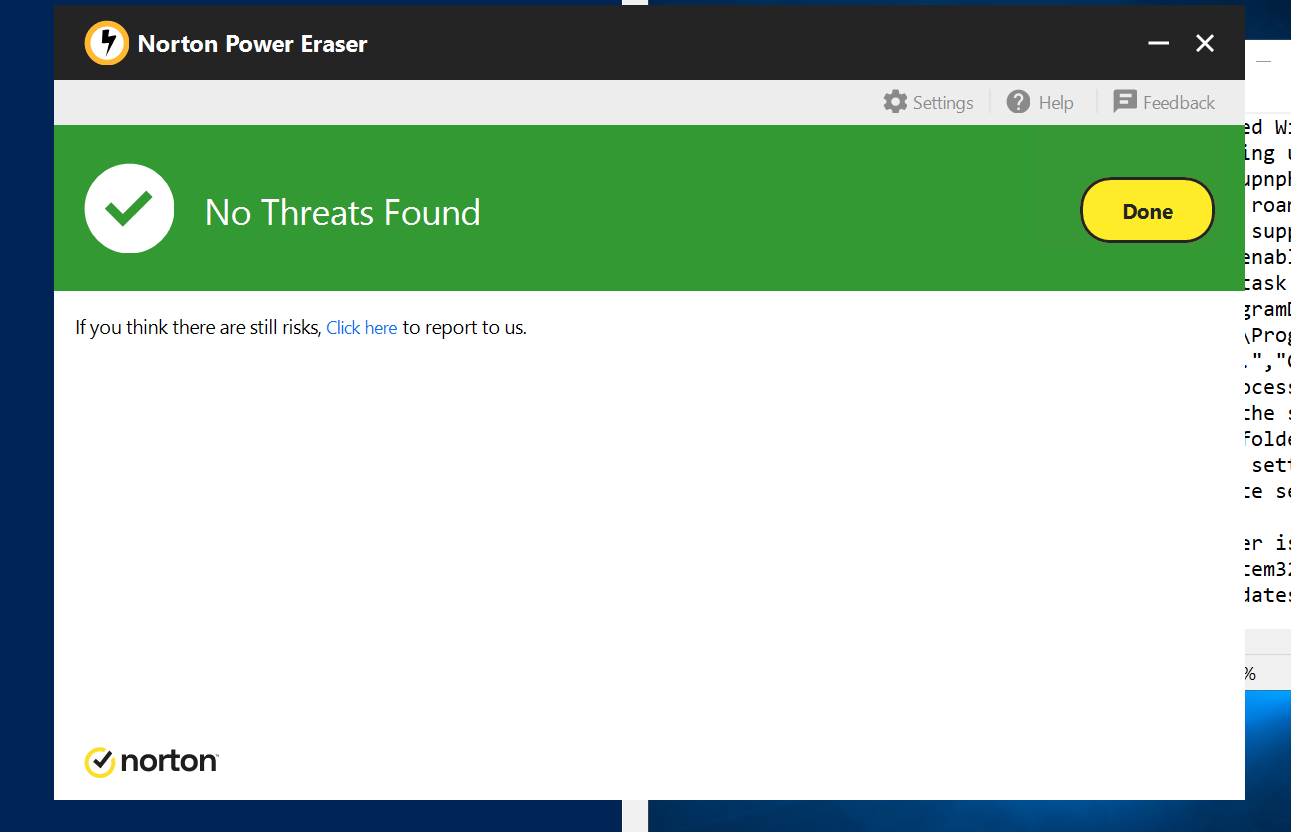 Norton Power Eraser
Settings
Help
Feedback
No Threats Found
Done
If you think there are still risks, Click here to report to us.
norton
ed Wi
ing u
upnph
roam
supp
enabl
task
gramD
\Prog
.","C
ocess
the s
folde
sett
te se
er is
tem32
dates
%